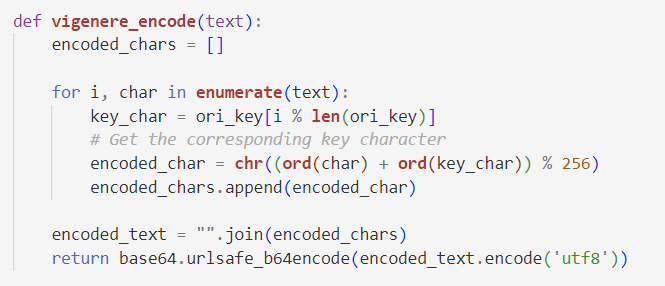 def vigenere_encode(text):
    encoded_chars = []

    for i, char in enumerate(text):
        key_char = ori_key[i % len(ori_key)]
        # Get the corresponding key character
        encoded_char = chr((ord(char) + ord(key_char)) % 256)
        encoded_chars.append(encoded_char)

    encoded_text = "".join(encoded_chars)
    return base64.urlsafe_b64encode(encoded_text.encode('utf8'))